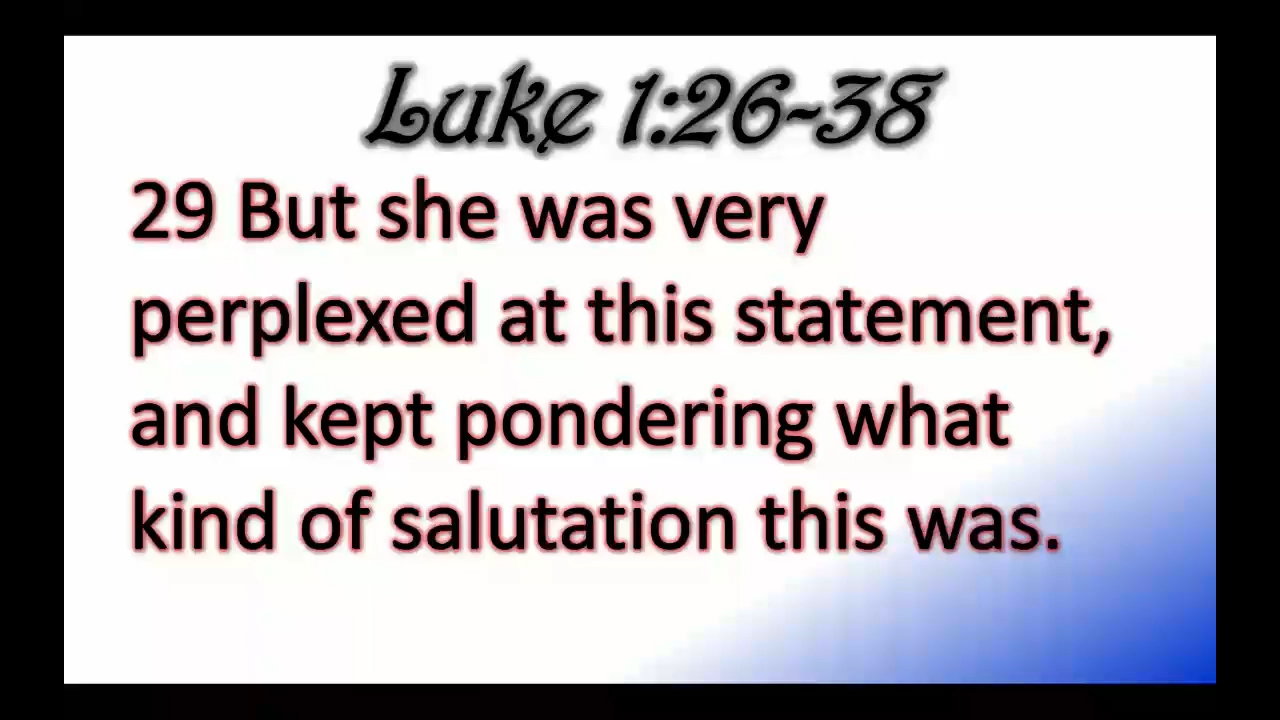 Luke 1:26-38
29 But she was very
perplexed at this statement,
and kept pondering what
kind of salutation this was.